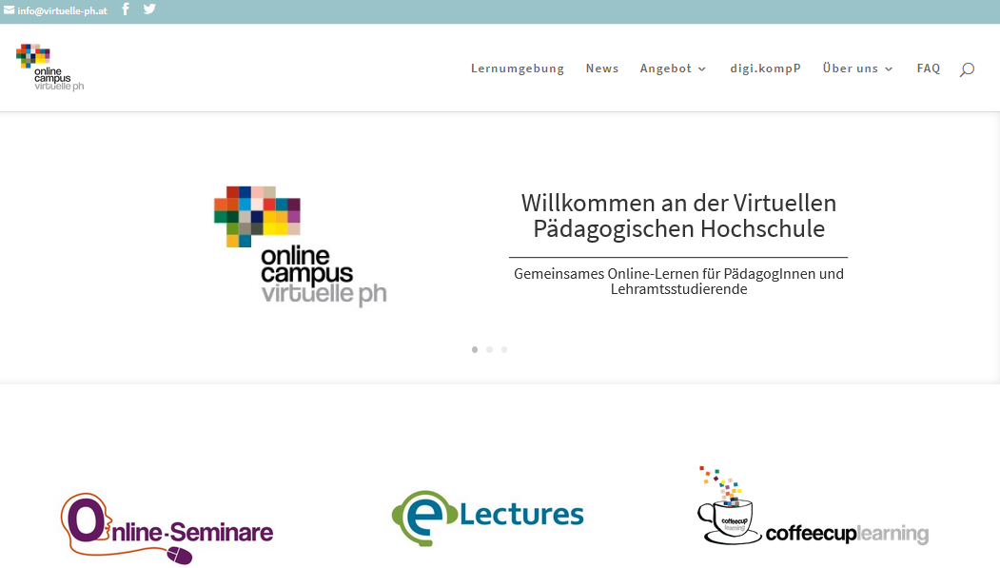 info@virtuelle-ph.at
online
campus
virtuelle ph
Lernumgebung News Angebot digi.kompP Über uns FAQ
online
campus
virtuelle ph
Willkommen an der Virtuellen
Pädagogischen Hochschule
Gemeinsames Online-Lernen für PädagogInnen und
Lehramtsstudierende
Online-Seminare
eLectures
coffeecup
learning
coffeecuplearning